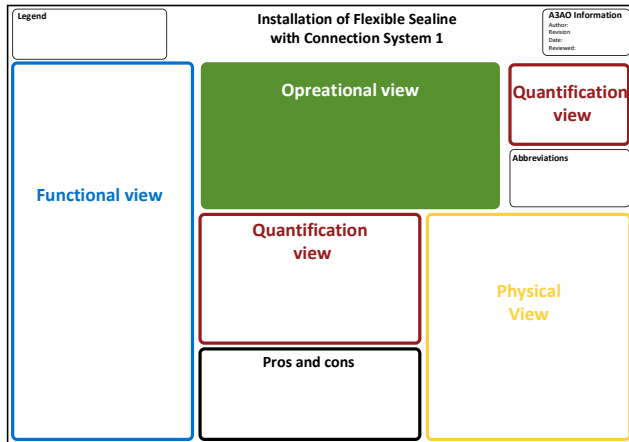 Legend
Installation of Flexible Sealine
with Connection System 1
A3AO Information
Author:
Revision
Date:
Reviewed:
Functional view
Opreational view
Quantification
view
Abbreviations
Quantification
view
Physical
View
Pros and cons